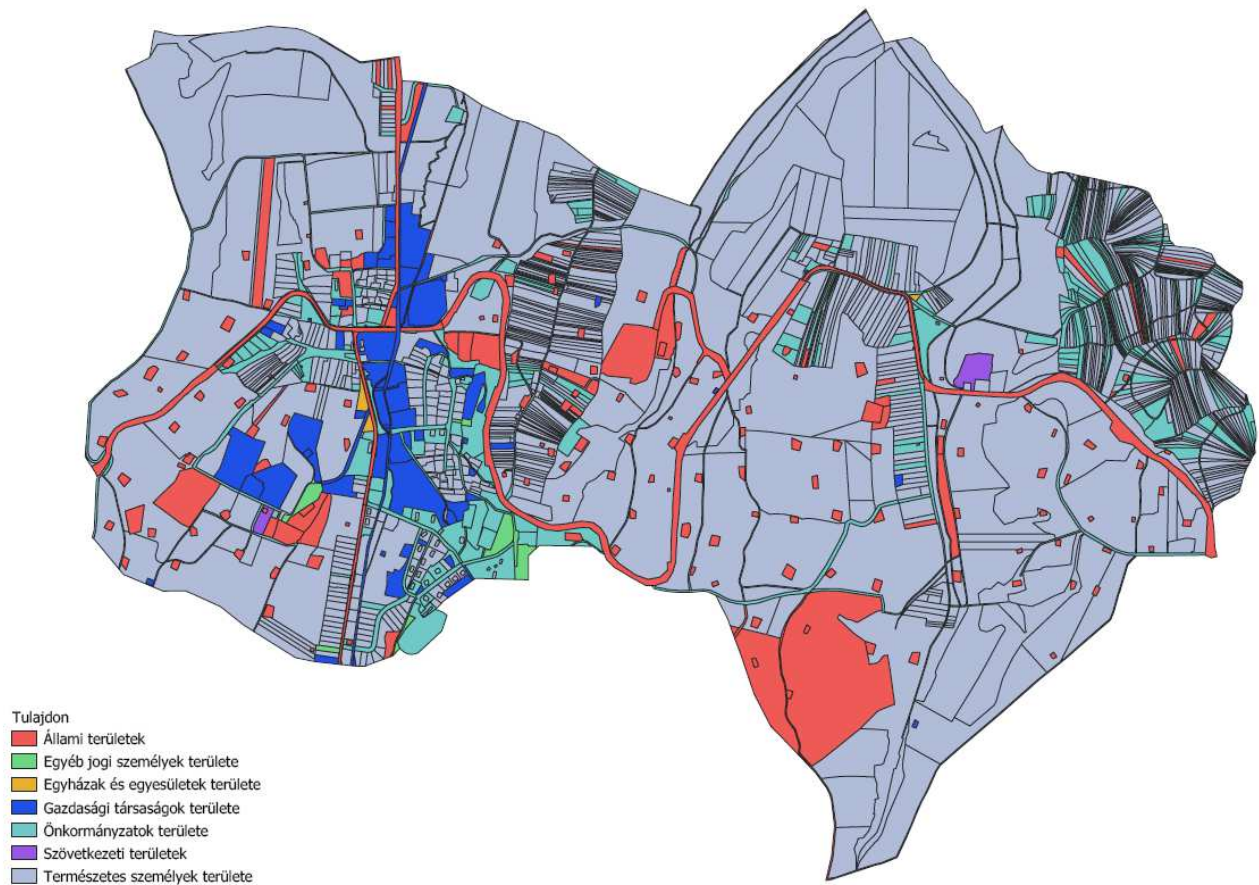 Tulajdon
Állami területek
Egyéb jogi személyek területe
Egyházak és egyesületek területe
Gazdasági társaságok területe
Önkormányzatok területe
Szövetkezeti területek
Természetes személyek területe